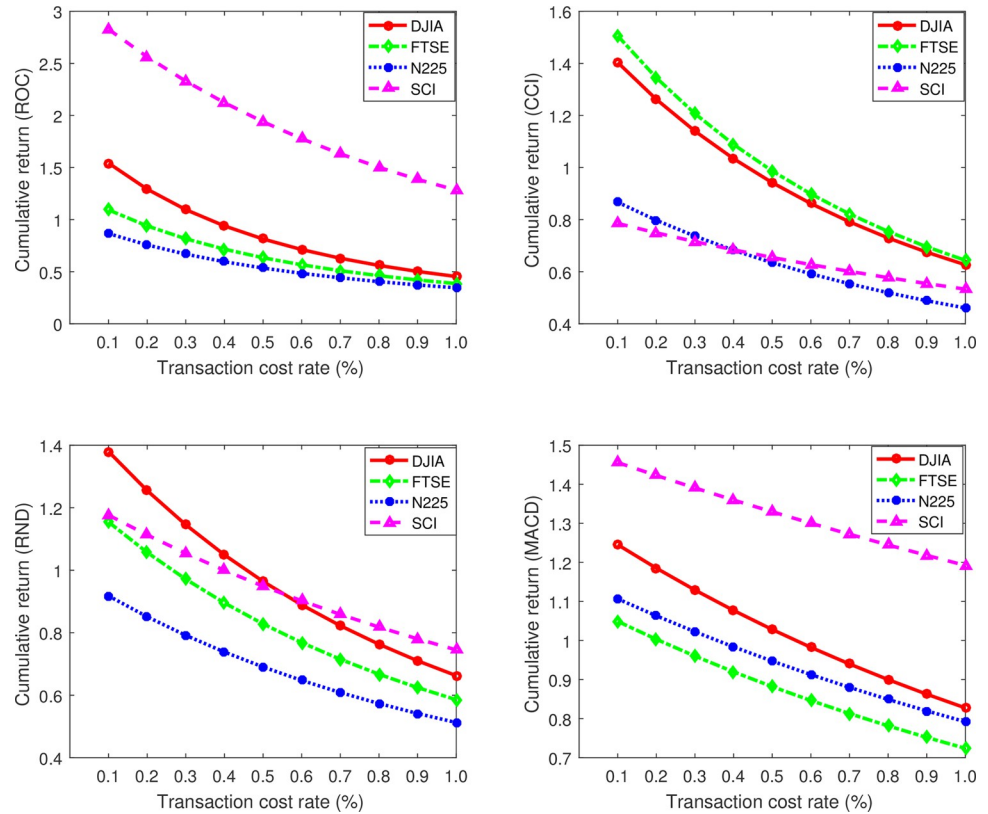 Cumulative return (ROC)
3
2.5
2
1.5
1
0.5
0
DJIA
FTSE
N225
SCI
0.1 0.2 0.3 0.4 0.5 0.6 0.7 0.8 0.9 1.0
Transaction cost rate (%)
Cumulative return (CCI)
1.6
1.4
1.2
1
0.8
0.6
0.4
DJIA
FTSE
N225
SCI
0.1 0.2 0.3 0.4 0.5 0.6 0.7 0.8 0.9 1.0
Transaction cost rate (%)
Cumulative return (RND)
1.4
1.2
1
0.8
0.6
0.4
DJIA
FTSE
N225
SCI
0.1 0.2 0.3 0.4 0.5 0.6 0.7 0.8 0.9 1.0
Transaction cost rate (%)
Cumulative return (MACD)
1.5
1.4
1.3
1.2
1.1
1
0.9
0.8
0.7
DJIA
FTSE
N225
SCI
0.1 0.2 0.3 0.4 0.5 0.6 0.7 0.8 0.9 1.0
Transaction cost rate (%)